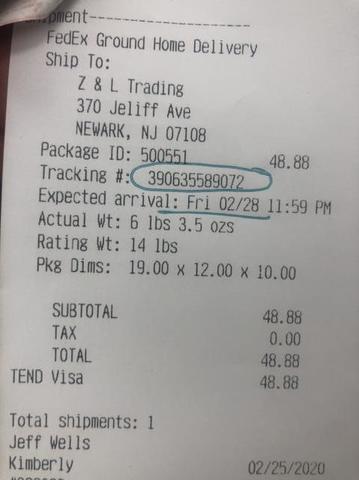 Shipment--------------------
FedEx Ground Home Delivery
Ship To:
Z & L Trading
370 Jeliff Ave
NEWARK, NJ 07108
Package ID: 500551 48.88
Tracking #: 390635589072
Expected arrival: Fri 02/28 11:59 PM
Actual Wt: 6 lbs 3.5 ozs
Rating Wt: 14 lbs
Pkg Dims: 19.00 x 12.00 x 10.00
SUBTOTAL 48.88
TAX 0.00
TOTAL 48.88
TEND Visa 48.88
Total shipments: 1
Jeff Wells
Kimberly 02/25/2020